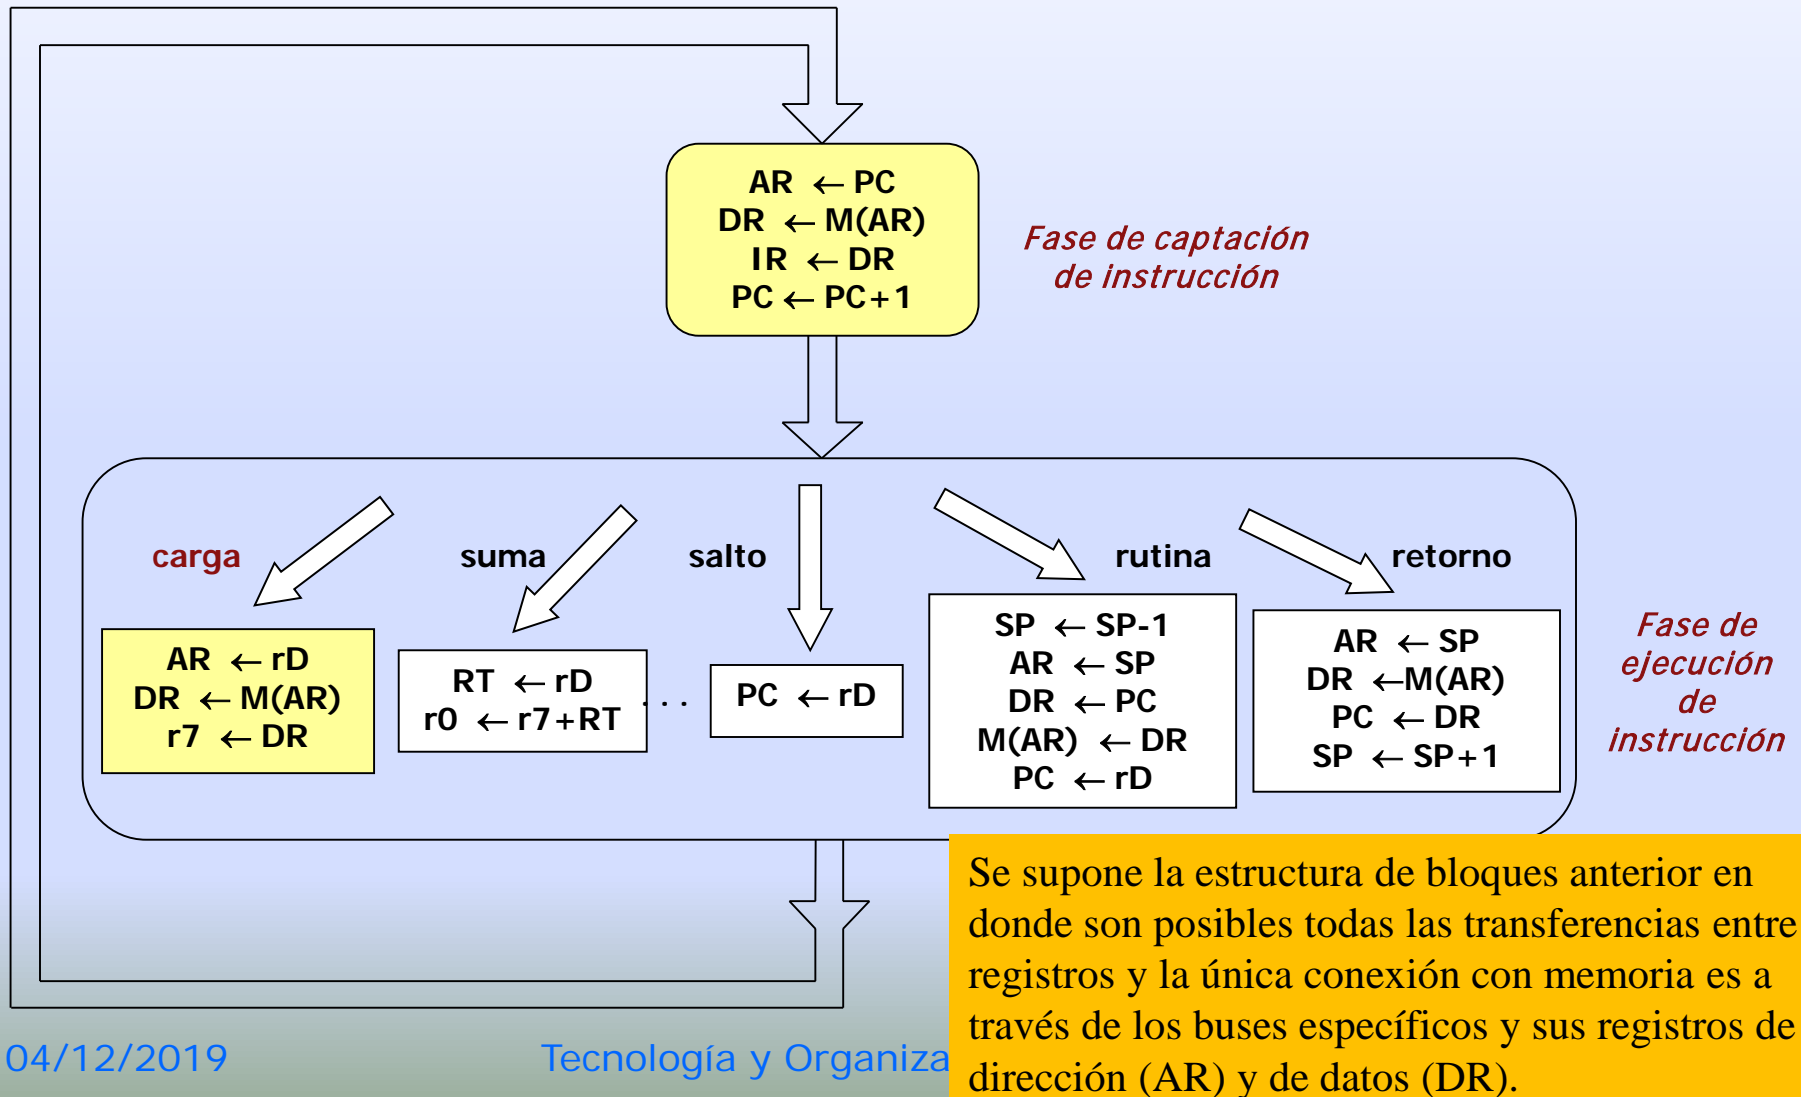 AR ← PC
DR ← M(AR)
IR ← DR
PC ← PC+1
Fase de captación
de instrucción
carga
suma
salto
rutina
retorno
AR ← rD
DR ← M(AR)
r7 ← DR
RT ← rD
r0 ← r7+RT
...
PC ← rD
SP ← SP-1
AR ← SP
DR ← PC
M(AR) ← DR
PC ← rD
AR ← SP
DR ←M(AR)
PC ← DR
SP ← SP+1
Fase de
ejecución
de
instrucción
Se supone la estructura de bloques anterior en
donde son posibles todas las transferencias entre
registros y la única conexión con memoria es a
través de los buses específicos y sus registros de
dirección (AR) y de datos (DR).
04/12/2019
Tecnología y Organiza